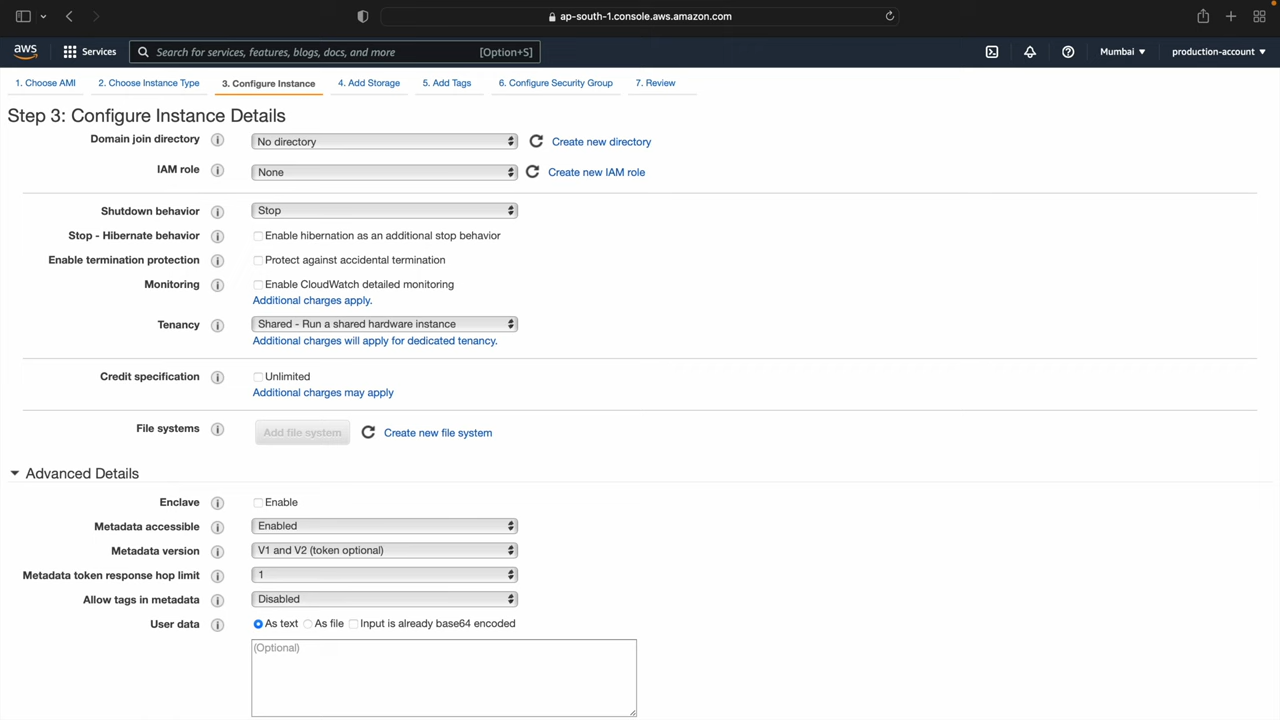 ap-south-1.console.aws.amazon.com
aws Services Search for services, features, blogs, docs, and more [Option+S] Mumbai production-account
1. Choose AMI 2. Choose Instance Type 3. Configure Instance 4. Add Storage 5. Add Tags 6. Configure Security Group 7. Review
Step 3: Configure Instance Details
Domain join directory No directory Create new directory
IAM role None Create new IAM role
Shutdown behavior Stop
Stop - Hibernate behavior Enable hibernation as an additional stop behavior
Enable termination protection Protect against accidental termination
Monitoring Enable CloudWatch detailed monitoring
Additional charges apply.
Tenancy Shared - Run a shared hardware instance
Additional charges will apply for dedicated tenancy.
Credit specification Unlimited
Additional charges may apply
File systems Add file system Create new file system
Advanced Details
Enclave Enable
Metadata accessible Enabled
Metadata version V1 and V2 (token optional)
Metadata token response hop limit 1
Allow tags in metadata Disabled
User data As text As file Input is already base64 encoded
(Optional)